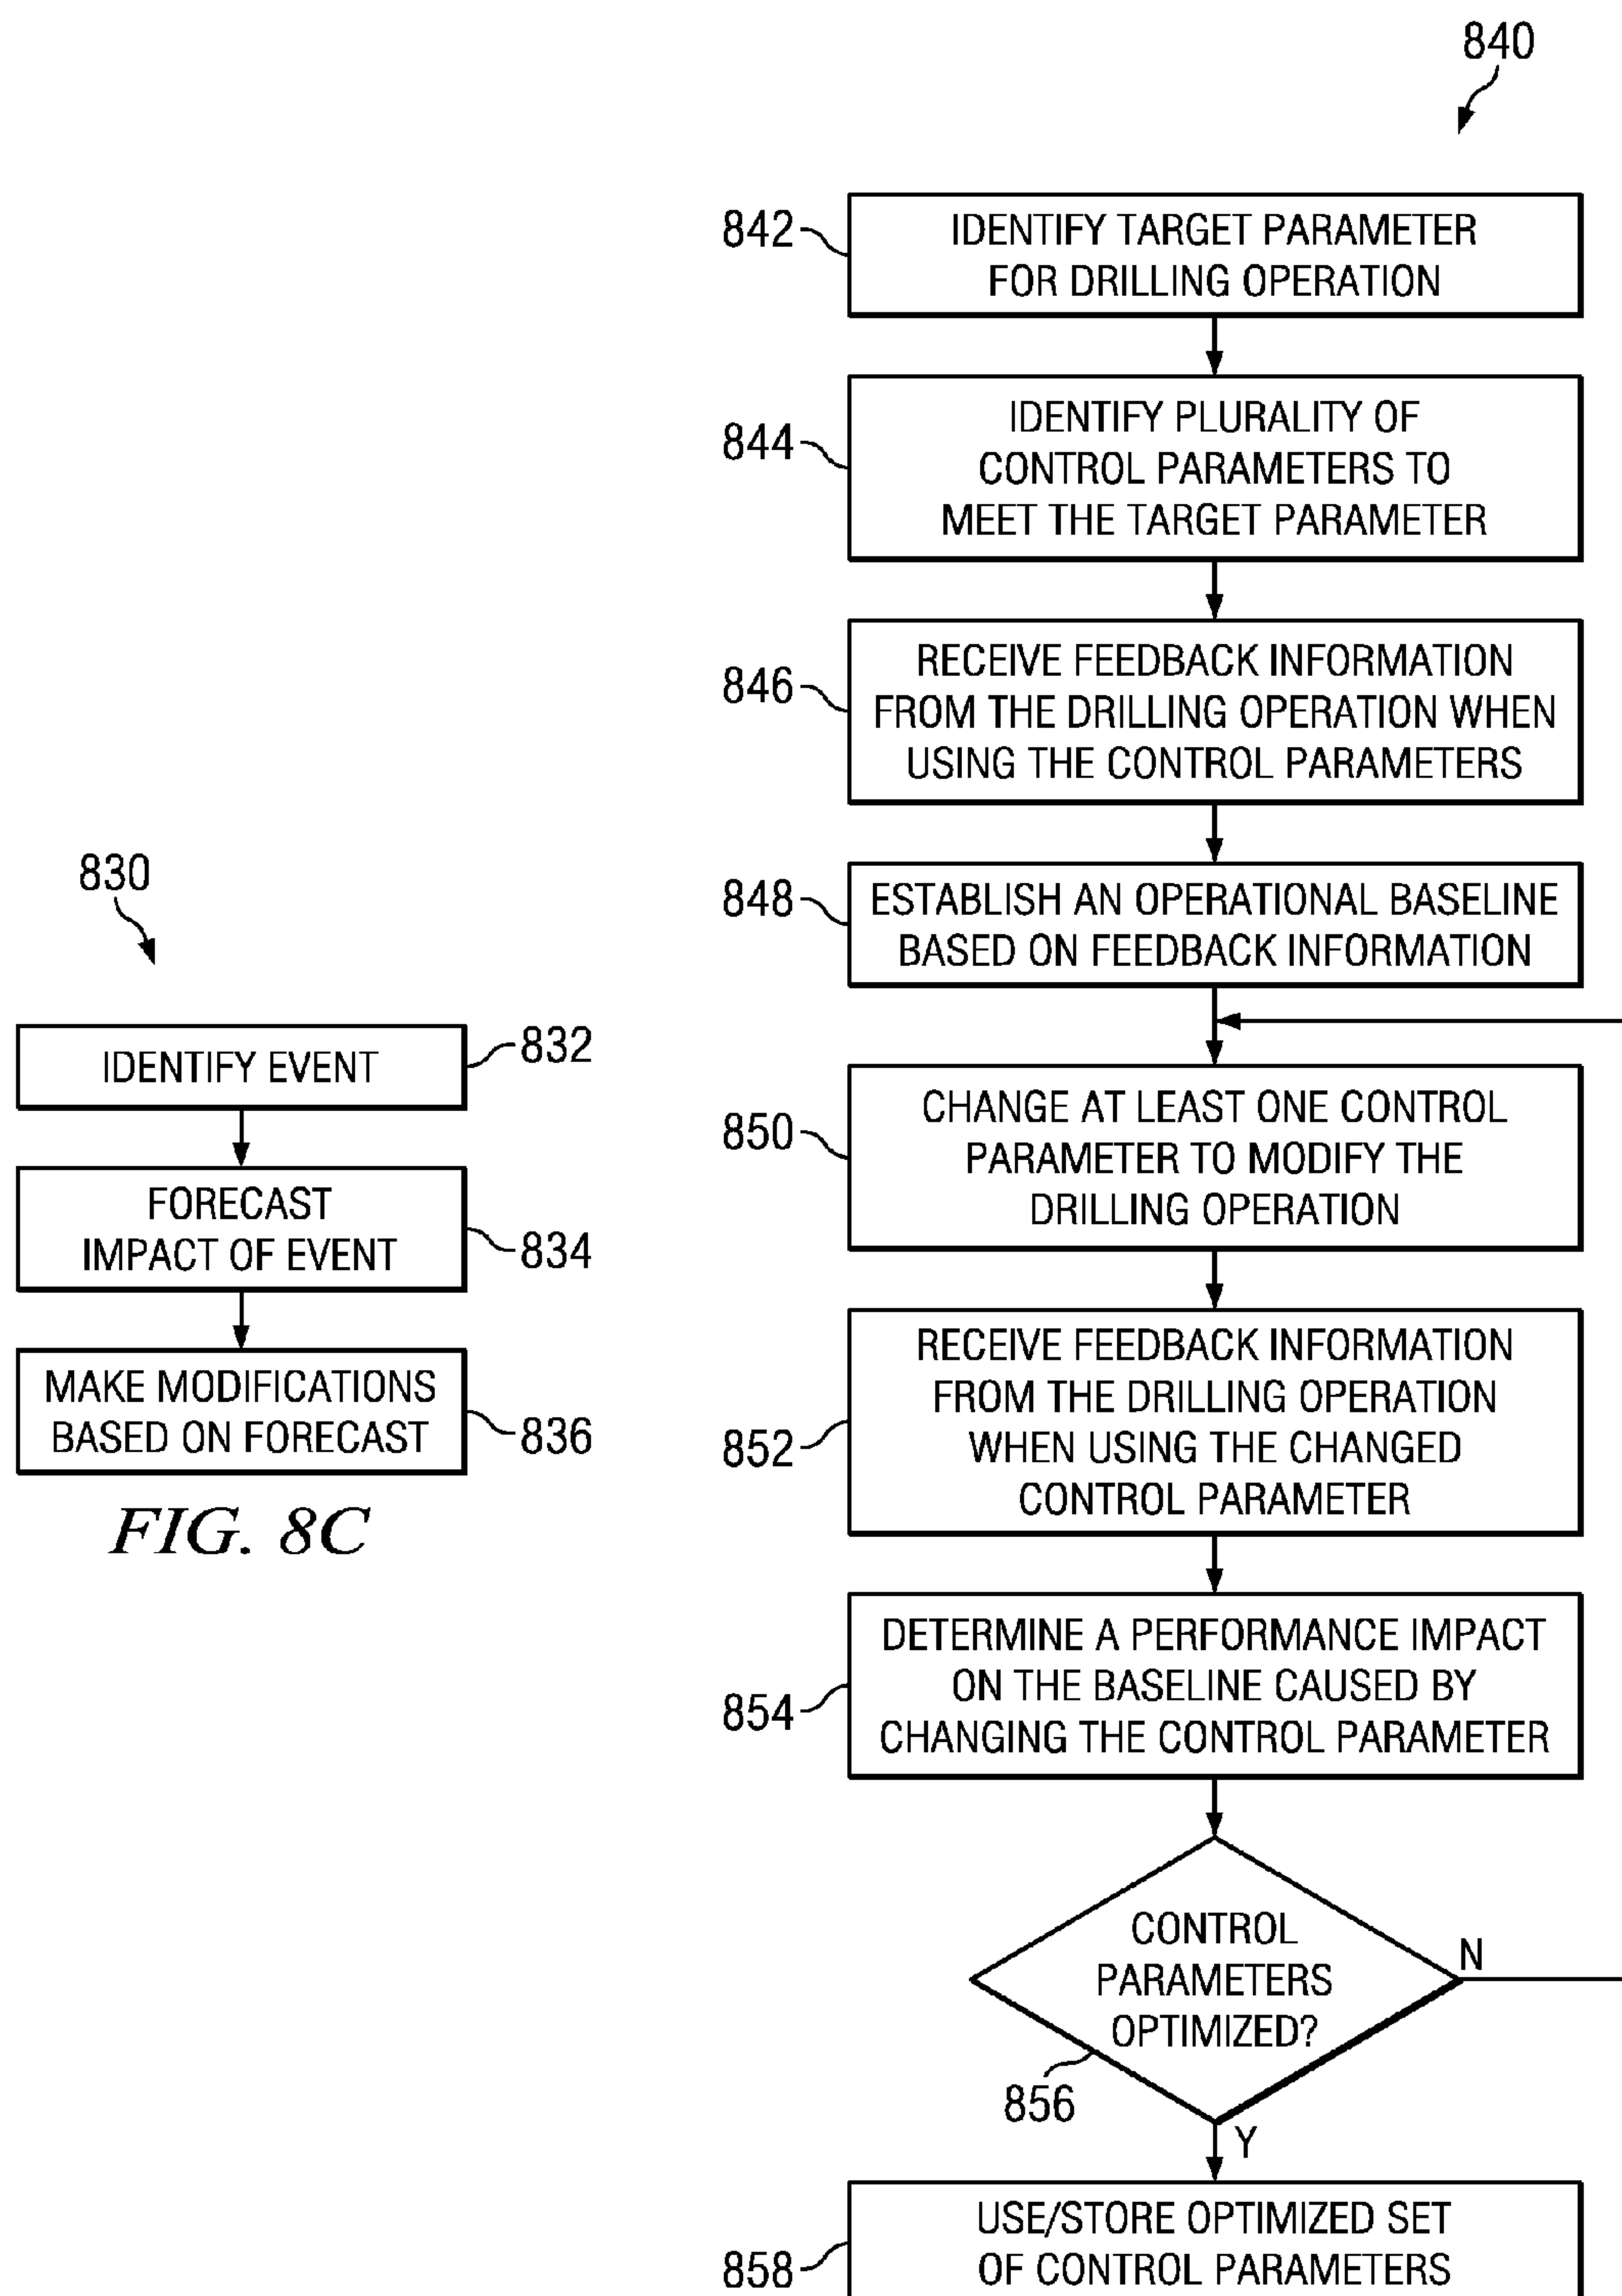 830
IDENTIFY EVENT
832
FORECAST
IMPACT OF EVENT
834
MAKE MODIFICATIONS
BASED ON FORECAST
836
FIG. 8C
840
842
IDENTIFY TARGET PARAMETER
FOR DRILLING OPERATION
844
IDENTIFY PLURALITY OF
CONTROL PARAMETERS TO
MEET THE TARGET PARAMETER
846
RECEIVE FEEDBACK INFORMATION
FROM THE DRILLING OPERATION WHEN
USING THE CONTROL PARAMETERS
848
ESTABLISH AN OPERATIONAL BASELINE
BASED ON FEEDBACK INFORMATION
850
CHANGE AT LEAST ONE CONTROL
PARAMETER TO MODIFY THE
DRILLING OPERATION
852
RECEIVE FEEDBACK INFORMATION
FROM THE DRILLING OPERATION
WHEN USING THE CHANGED
CONTROL PARAMETER
854
DETERMINE A PERFORMANCE IMPACT
ON THE BASELINE CAUSED BY
CHANGING THE CONTROL PARAMETER
CONTROL
PARAMETERS
OPTIMIZED?
N
856
Y
858
USE/STORE OPTIMIZED SET
OF CONTROL PARAMETERS